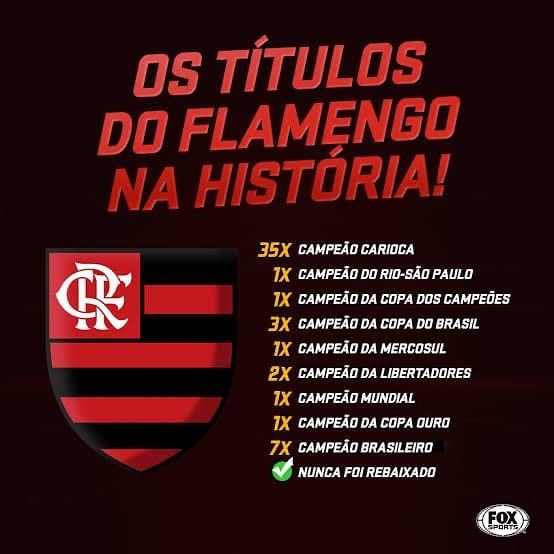 OS TÍTULOS
DO FLAMENGO
NA HISTÓRIA!
35X CAMPEÃO CARIOCA
1X CAMPEÃO DO RIO-SÃO PAULO
1X CAMPEÃO DA COPA DOS CAMPEÕES
3X CAMPEÃO DA COPA DO BRASIL
1X CAMPEÃO DA MERCOSUL
2X CAMPEÃO DA LIBERTADORES
1X CAMPEÃO MUNDIAL
1X CAMPEÃO DA COPA OURO
7X CAMPEÃO BRASILEIRO
NUNCA FOI REBAIXADO
CRF
FOX
SPORTS